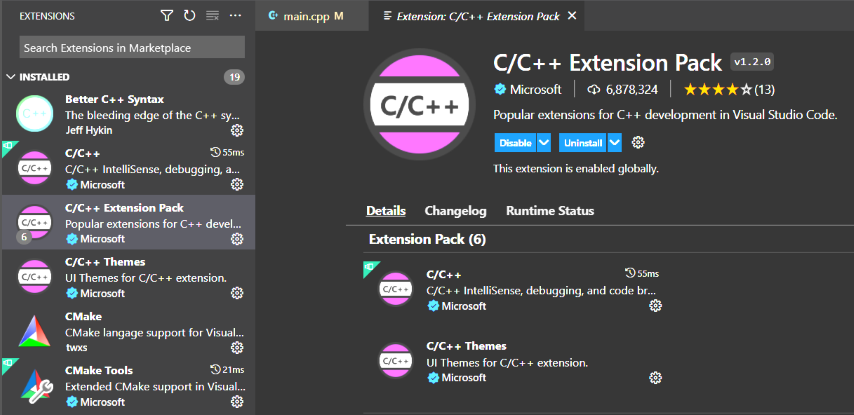 EXTENSIONS
Search Extensions in Marketplace
INSTALLED
19
Better C++ Syntax
The bleeding edge of the C++ sy...
Jeff Hykin
C/C++
55ms
C/C++ IntelliSense, debugging, a...
Microsoft
C/C++
C/C++ Extension Pack
Popular extensions for C++ devel...
Microsoft
C/C++
6
C/C++ Themes
UI Themes for C/C++ extension.
Microsoft
C/C++
CMake
CMake langage support for Visual...
twxs
CMake Tools
21ms
Extended CMake support in Visual...
Microsoft
main.cpp M
Extension: C/C++ Extension Pack
C/C++
C/C++ Extension Pack
v1.2.0
Microsoft
6,878,324
(13)
Popular extensions for C++ development in Visual Studio Code.
Disable
Uninstall
This extension is enabled globally.
Details Changelog Runtime Status
Extension Pack (6)
C/C++
C/C++
55ms
C/C++ IntelliSense, debugging, and code br...
Microsoft
C/C++
C/C++ Themes
UI Themes for C/C++ extension.
Microsoft